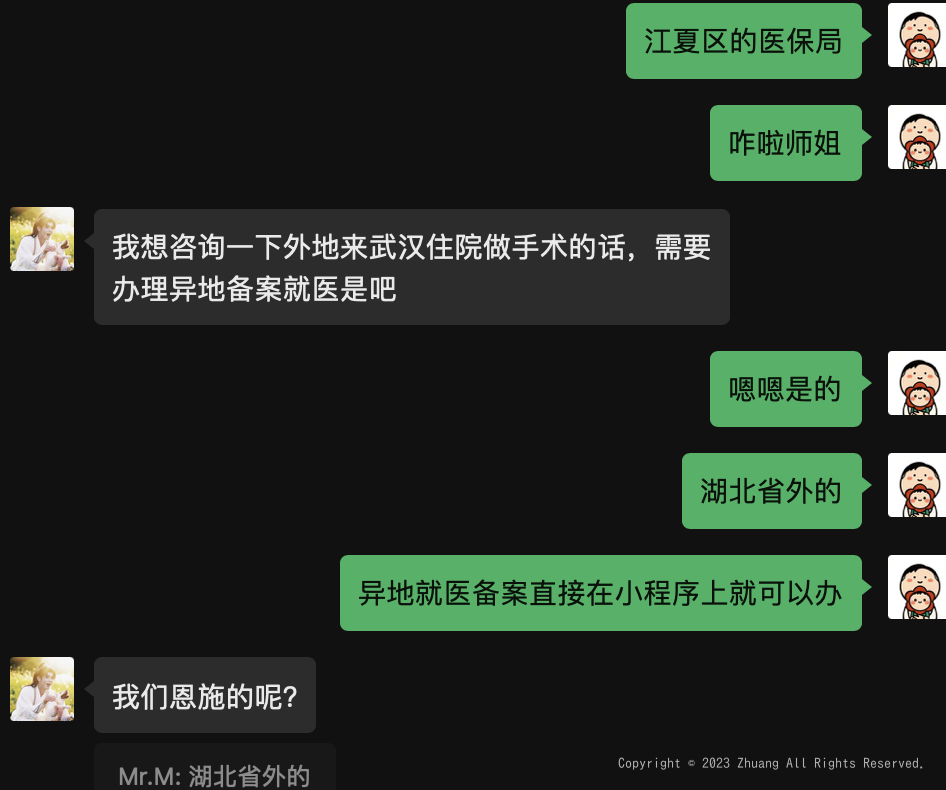 江夏区的医保局
咋啦师姐
我想咨询一下外地来武汉住院做手术的话，需要
办理异地备案就医是吧
嗯嗯是的
湖北省外的
异地就医备案直接在小程序上就可以办
我们恩施的呢?
Mr.M: 湖北省外的
Copyright © 2023 Zhuang All Rights Reserved.